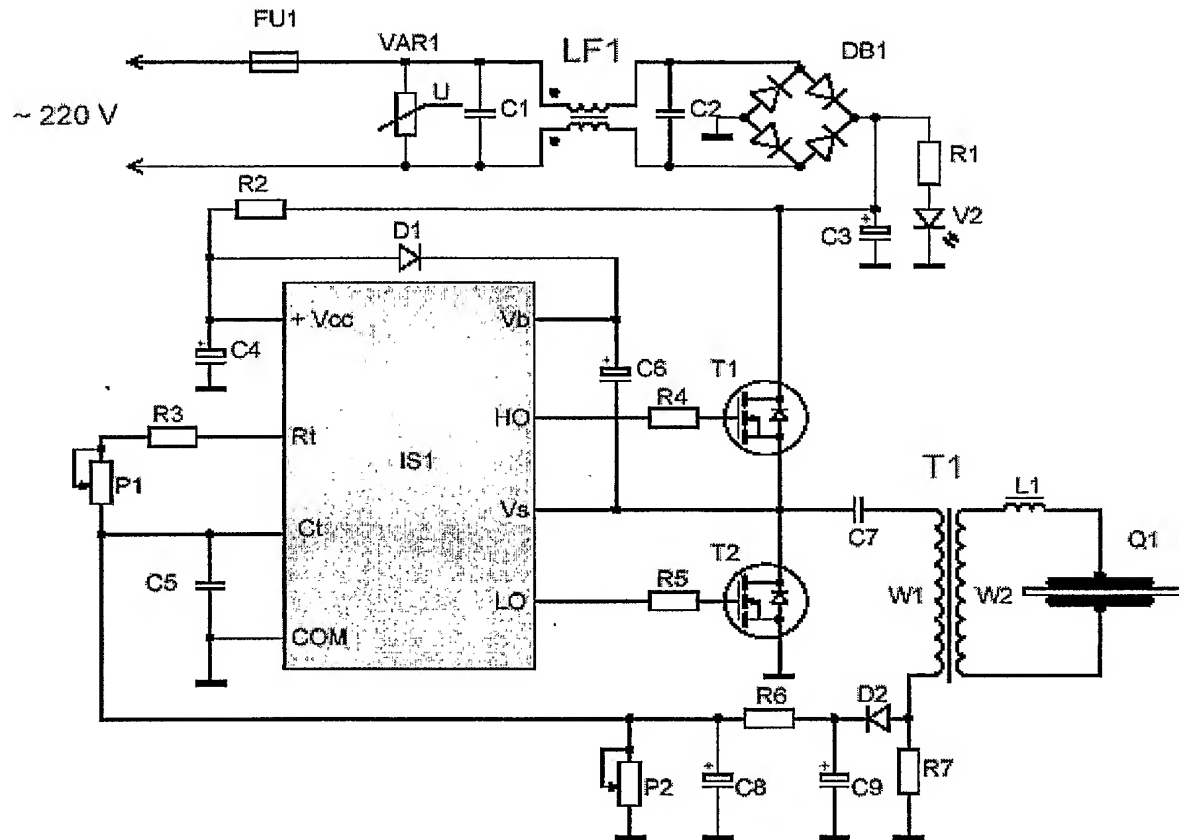 FU1
VAR1
LF1
DB1
~ 220 V
U
C1
C2
R1
R2
V2
D1
C3
+ Vcc
Vb
C4
C6
T1
R3
HO
R4
Rt
IS1
P1
T1
L1
Vs
Ct
C7
Q1
T2
C5
R5
W1
W2
LO
COM
R6
D2
P2
C8
C9
R7